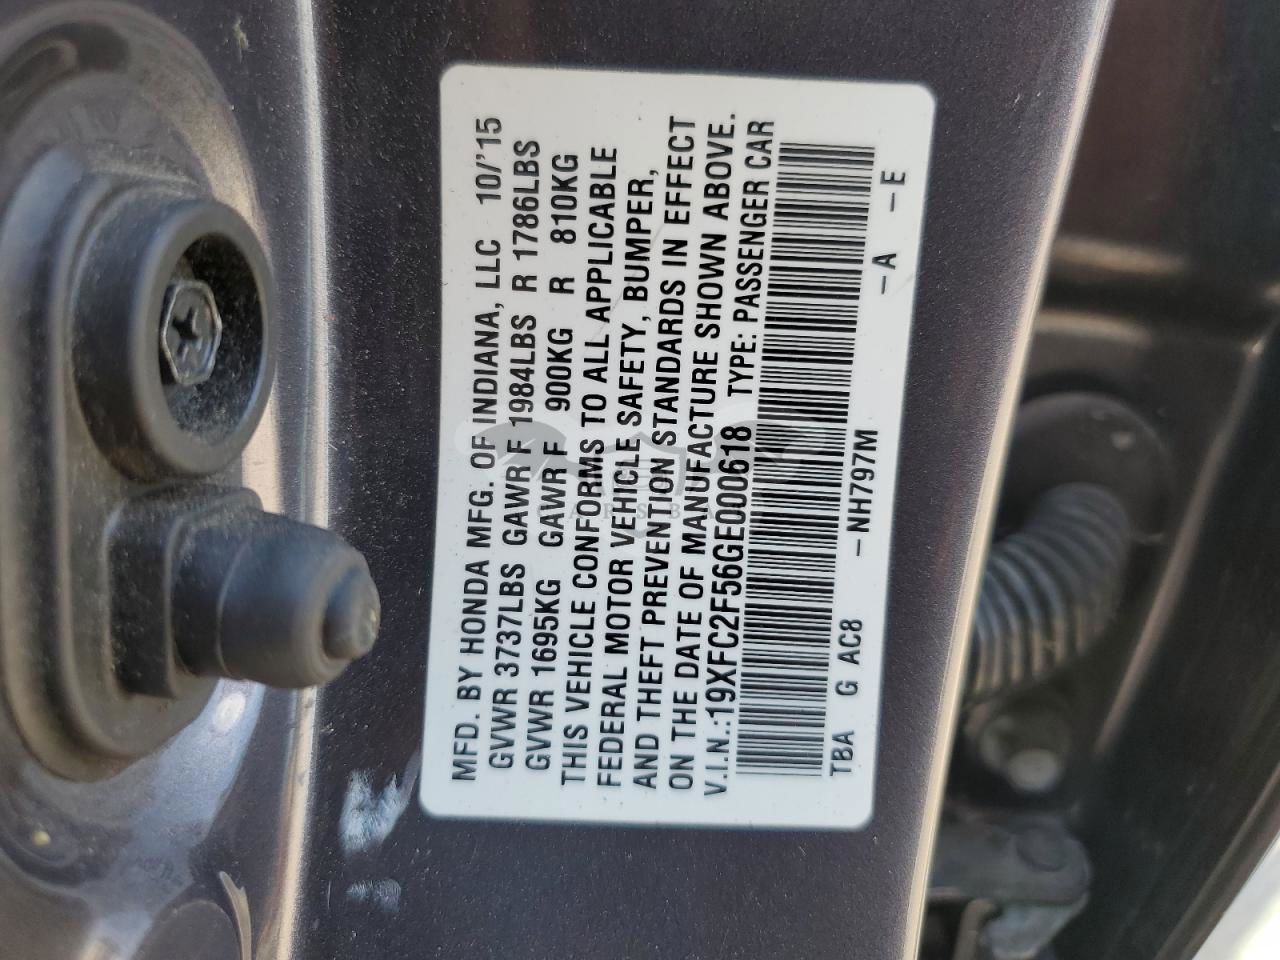 MFD. BY HONDA MFG. OF INDIANA, LLC 10/'15
GVWR 3737LBS GAWR F 1984LBS R 1786LBS
GVWR 1695KG GAWR F 900KG R 810KG
THIS VEHICLE CONFORMS TO ALL APPLICABLE
FEDERAL MOTOR VEHICLE SAFETY, BUMPER,
AND THEFT PREVENTION STANDARDS IN EFFECT
ON THE DATE OF MANUFACTURE SHOWN ABOVE.
V.I.N.:19XFC2F56GE000618 TYPE: PASSENGER CAR
TBA G AC8 -NH797M -A -E